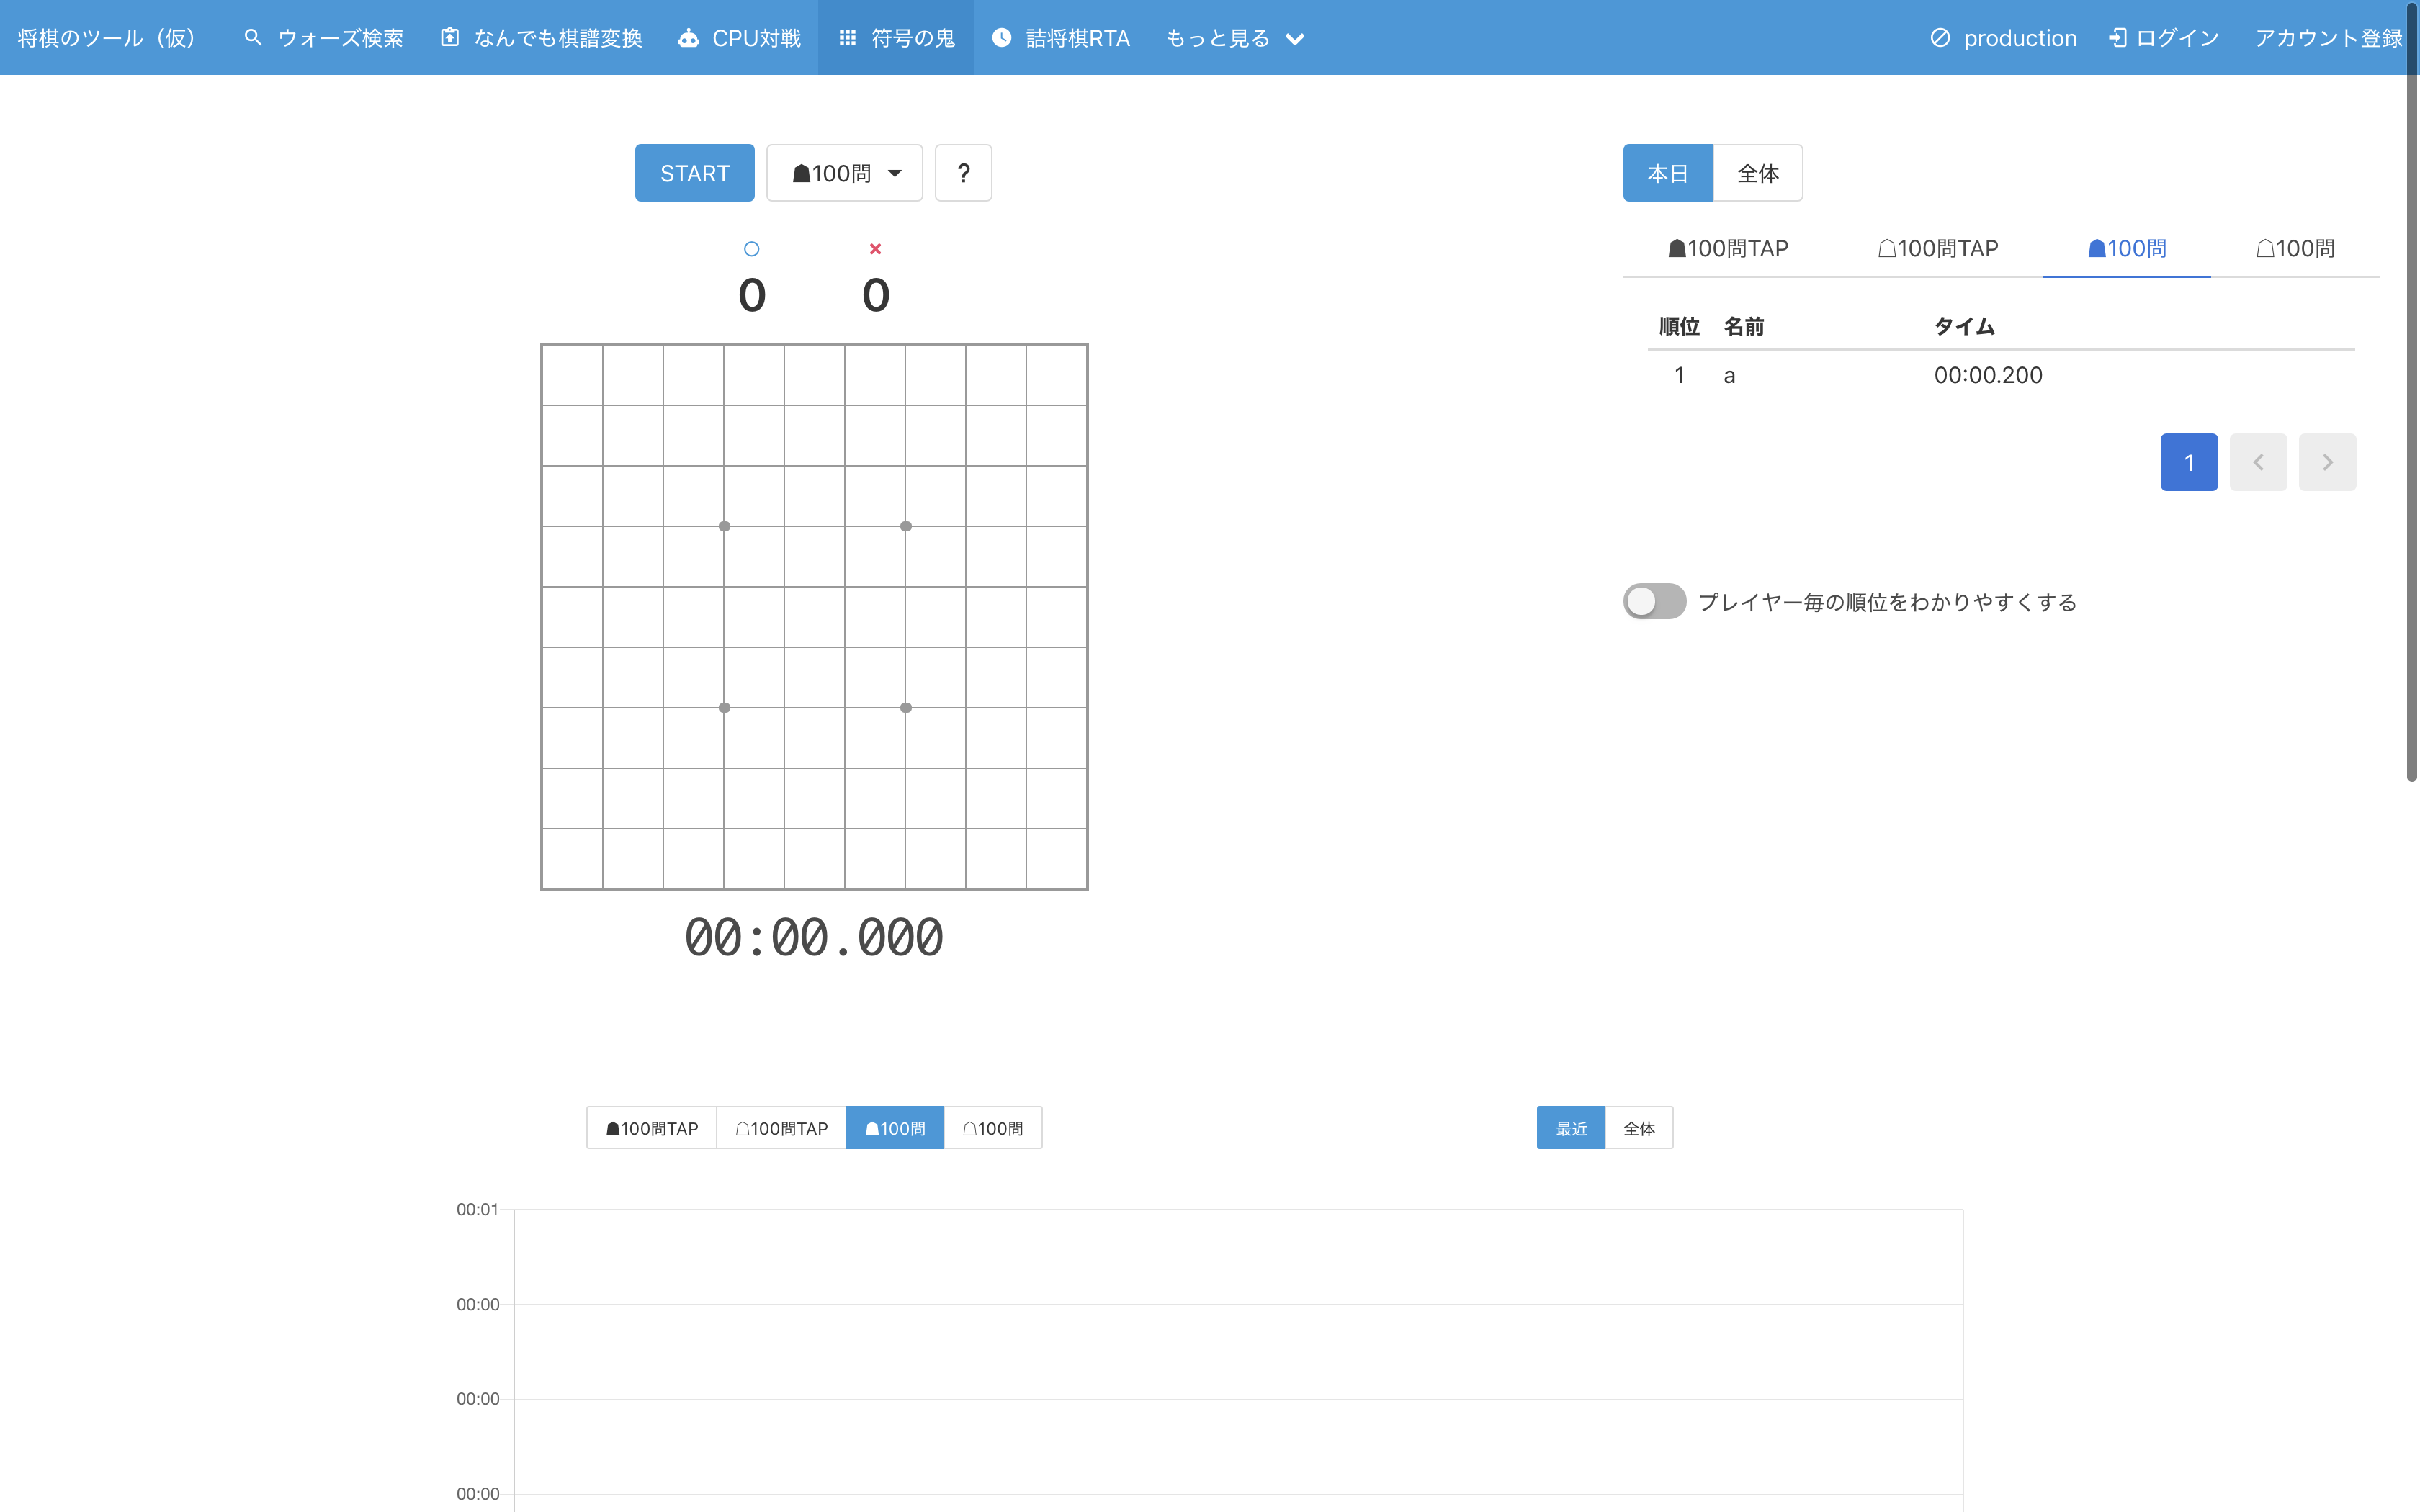 将棋のツール（仮） ウォーズ検索 なんでも棋譜変換 CPU対戦 符号の鬼 詰将棋RTA もっと見る production ログイン アカウント登録
START ☗100問 ? 本日 全体
☗100問TAP ☖100問TAP ☗100問 ☖100問
0 0
順位 名前 タイム
1 a 00:00.200
1
プレイヤー毎の順位をわかりやすくする
00:00.000
☗100問TAP ☖100問TAP ☗100問 ☖100問 最近 全体
00:01
00:00
00:00
00:00